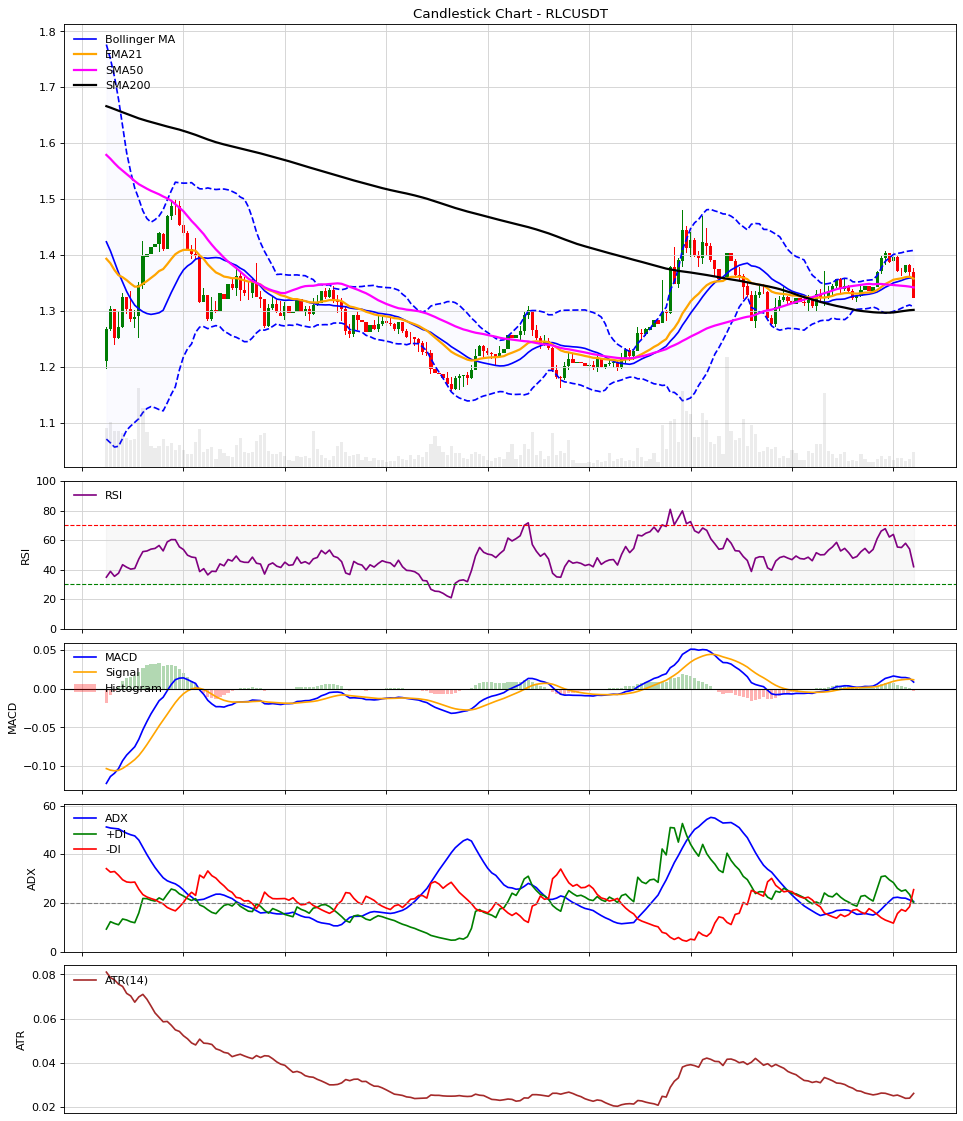 Candlestick Chart - RLCUSDT
Bollinger MA
EMA21
SMA50
SMA200
1.8
1.7
1.6
1.5
1.4
1.3
1.2
1.1
RSI
RSI
100
80
60
40
20
0
MACD
Signal
Histogram
MACD
0.05
0.00
−0.05
−0.10
ADX
+DI
-DI
ADX
60
40
20
0
ATR(14)
ATR
0.08
0.06
0.04
0.02